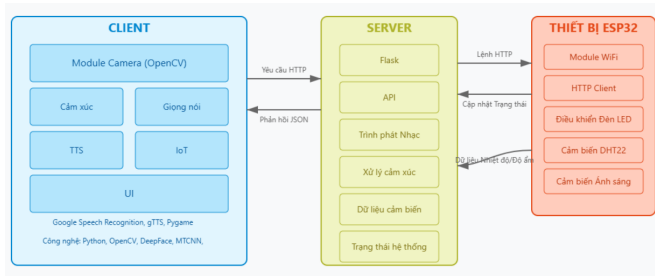 CLIENT
Module Camera (OpenCV)
Cảm xúc
Giọng nói
TTS
IoT
UI
Google Speech Recognition, gTTS, Pygame
Công nghệ: Python, OpenCV, DeepFace, MTCNN,
Yêu cầu HTTP
Phản hồi JSON
SERVER
Flask
API
Trình phát Nhạc
Xử lý cảm xúc
Dữ liệu cảm biến
Trạng thái hệ thống
Lệnh HTTP
Cập nhật Trạng thái
Dữ liệu Nhiệt độ/Độ ẩm
THIẾT BỊ ESP32
Module WiFi
HTTP Client
Điều khiển Đèn LED
Cảm biến DHT22
Cảm biến Ánh sáng